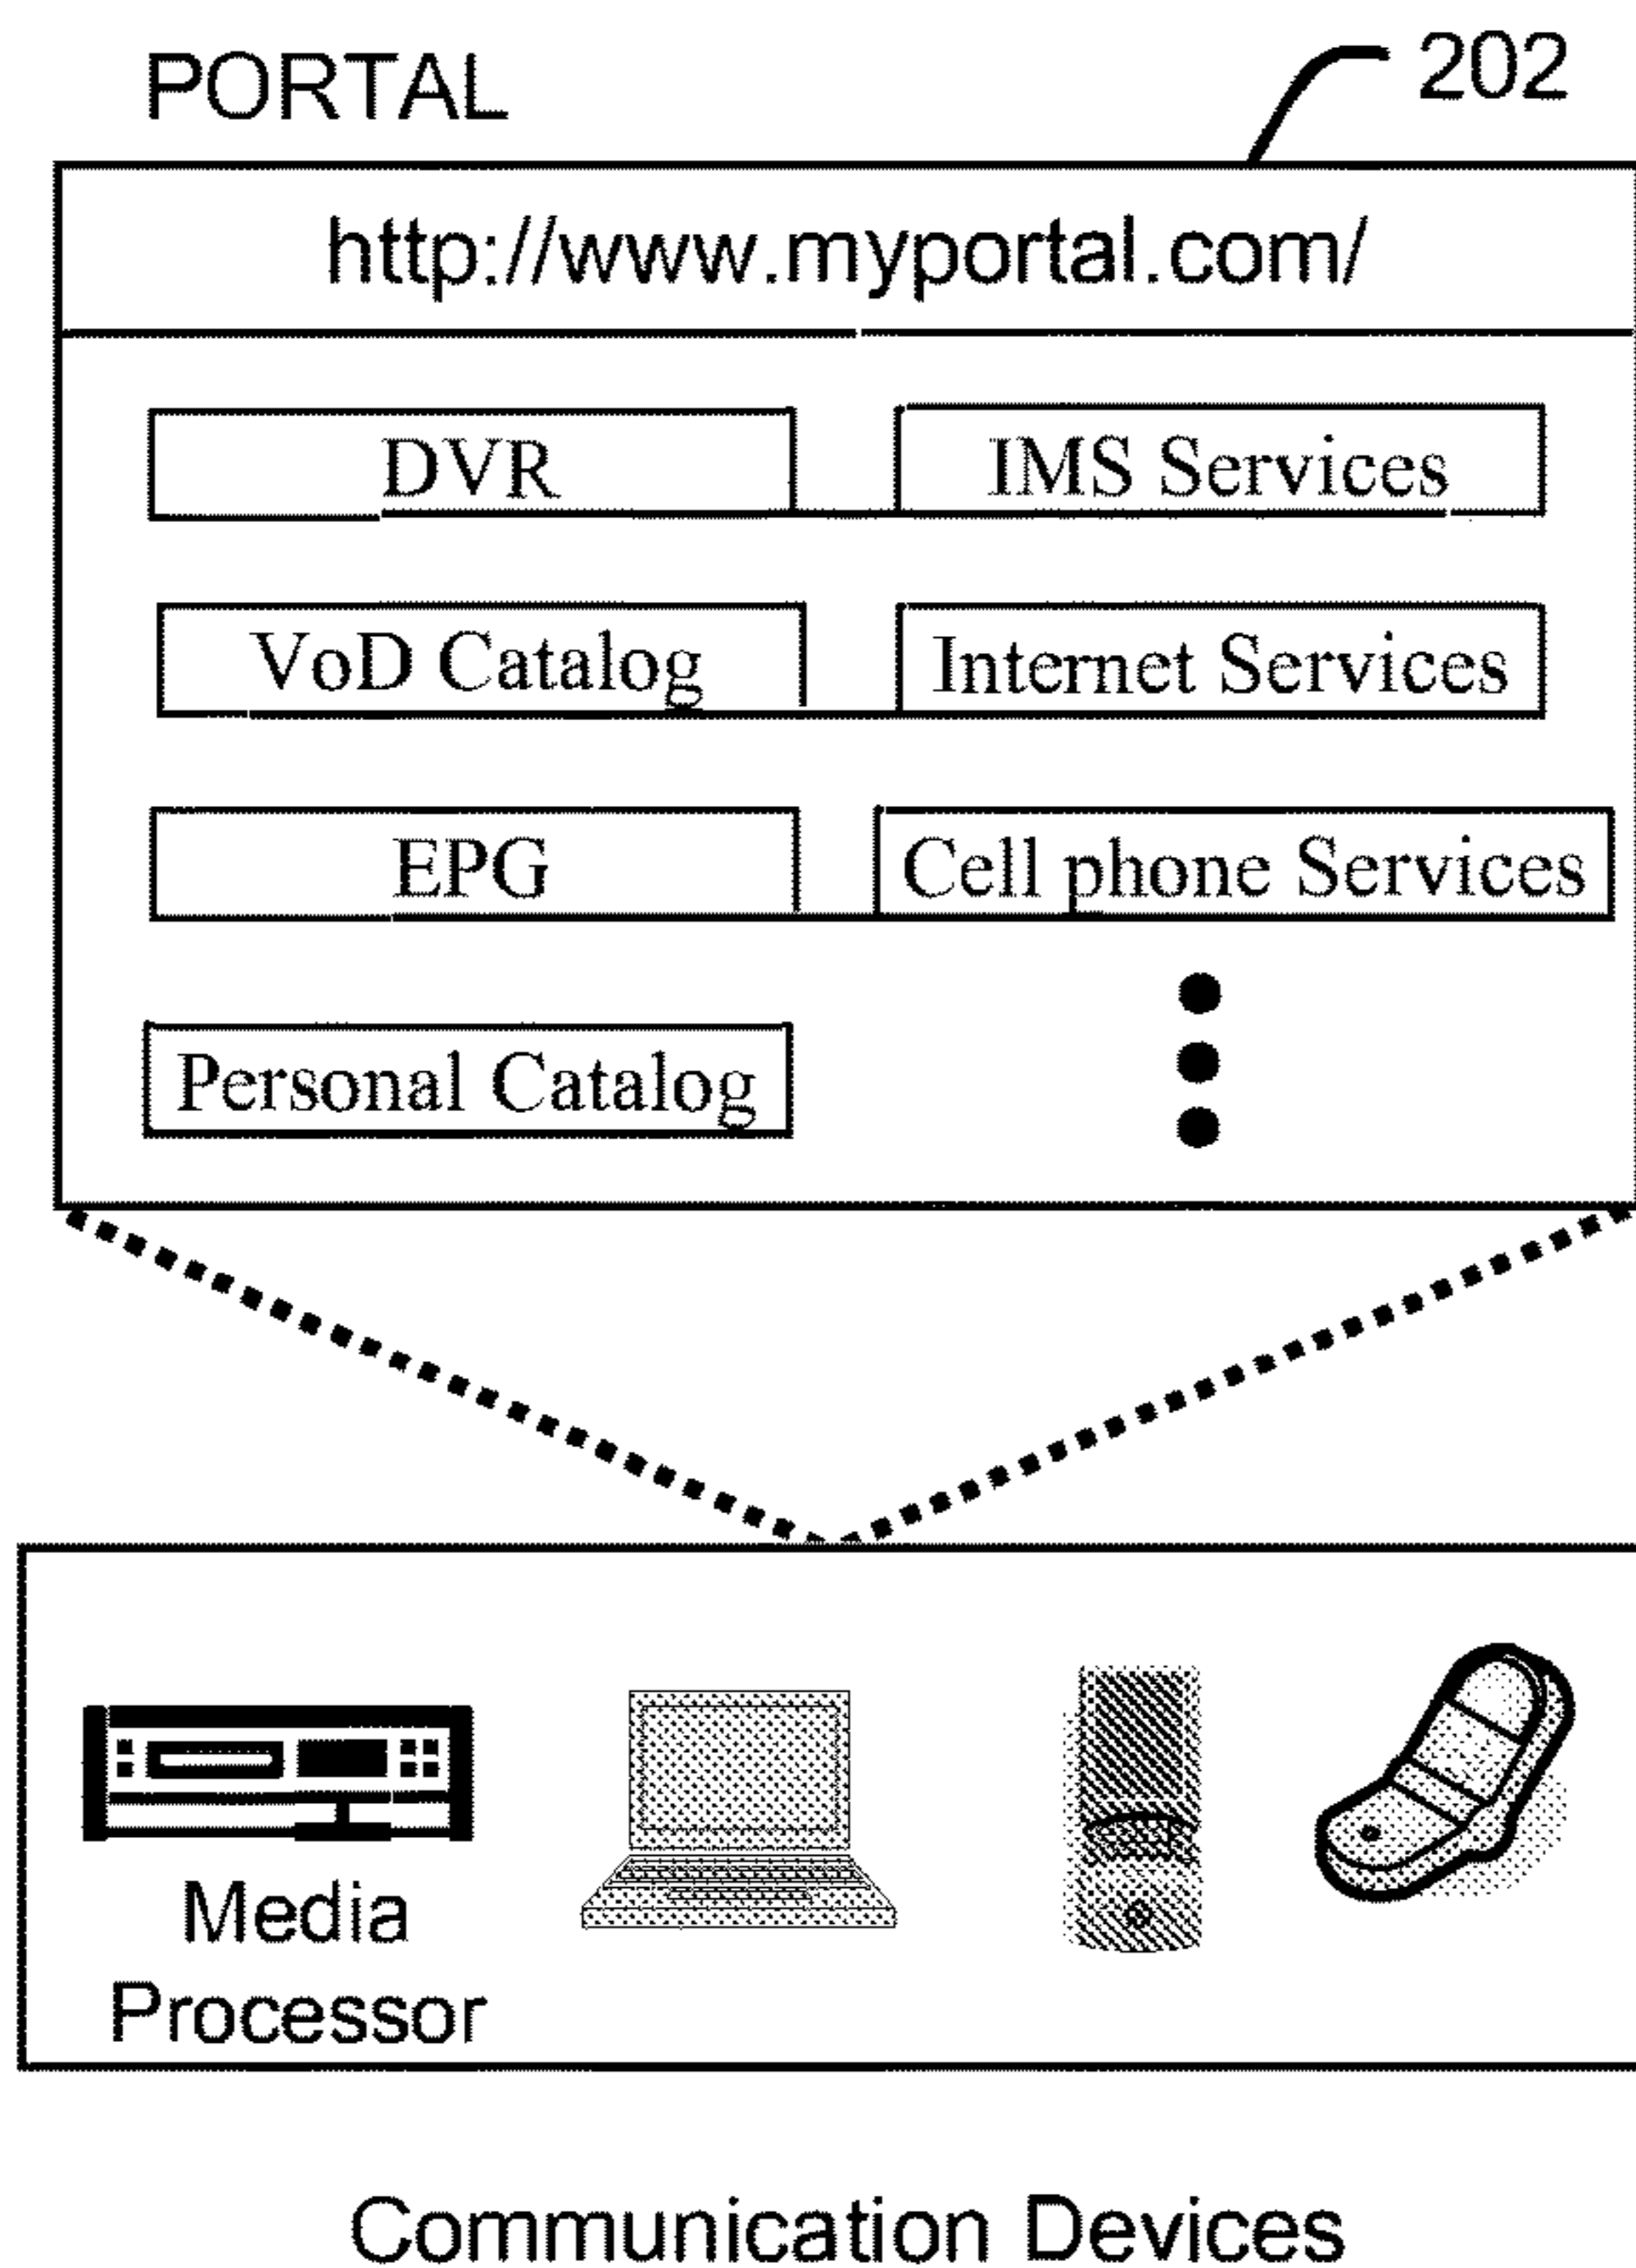 PORTAL
202
http://www.myportal.com/
DVR
IMS Services
VoD Catalog
Internet Services
EPG
Cell phone Services
Personal Catalog
Media
Processor
Communication Devices